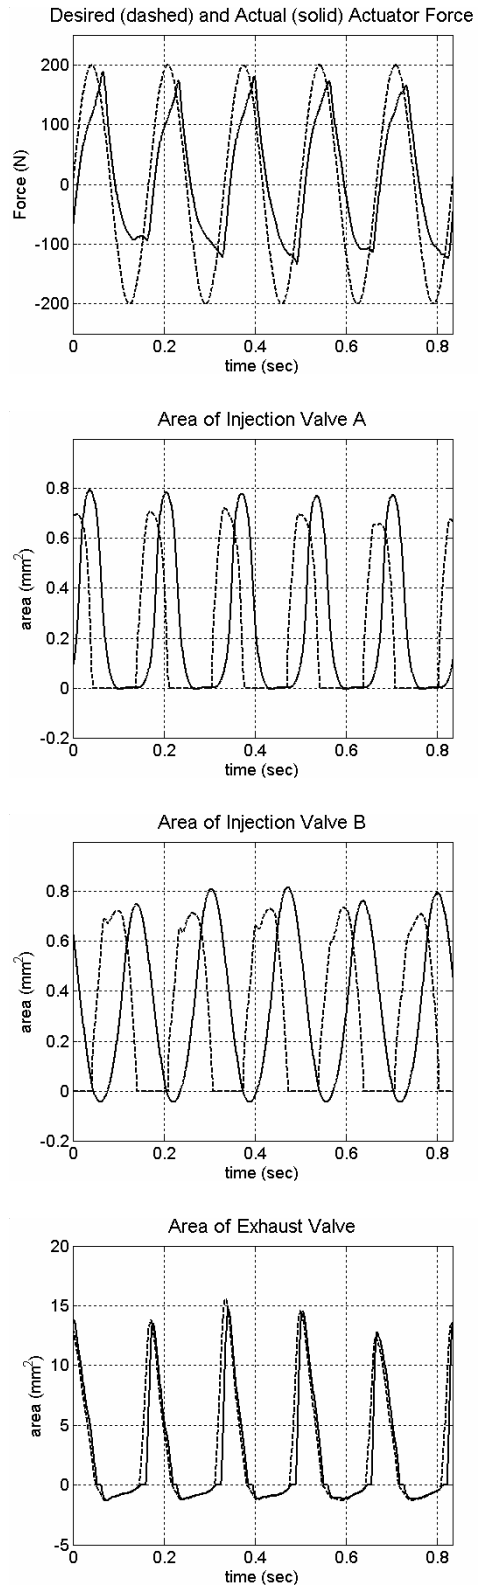 Desired (dashed) and Actual (solid) Actuator Force
200
100
0
-100
-200
Force (N)
0 0.2 0.4 0.6 0.8
time (sec)
Area of Injection Valve A
0.8
0.6
0.4
0.2
0
-0.2
area (mm²)
0 0.2 0.4 0.6 0.8
time (sec)
Area of Injection Valve B
0.8
0.6
0.4
0.2
0
-0.2
area (mm²)
0 0.2 0.4 0.6 0.8
time (sec)
Area of Exhaust Valve
20
15
10
5
0
-5
area (mm²)
0 0.2 0.4 0.6 0.8
time (sec)